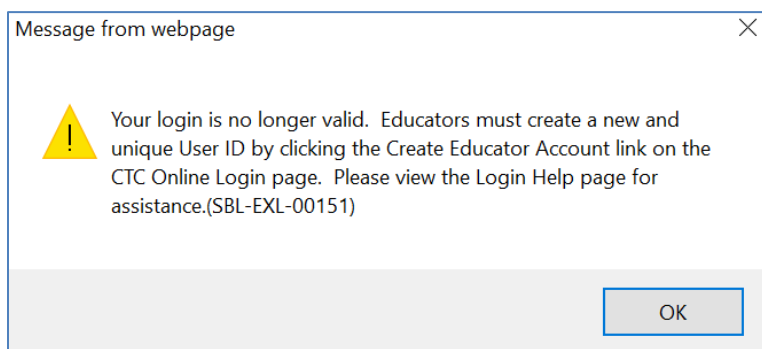 Message from webpage
Your login is no longer valid.  Educators must create a new and
unique User ID by clicking the Create Educator Account link on the
CTC Online Login page.  Please view the Login Help page for
assistance.(SBL-EXL-00151)
OK